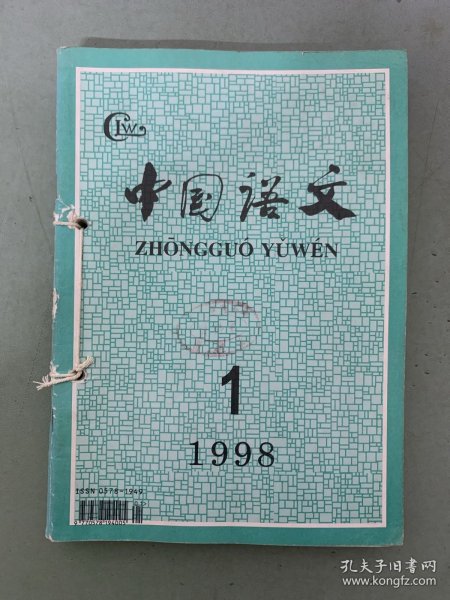 中国语文
ZHŌNGGUÓ YǓWÉN
1
1998
ISSN 0578-1949
孔夫子旧书网
www.kongfz.com